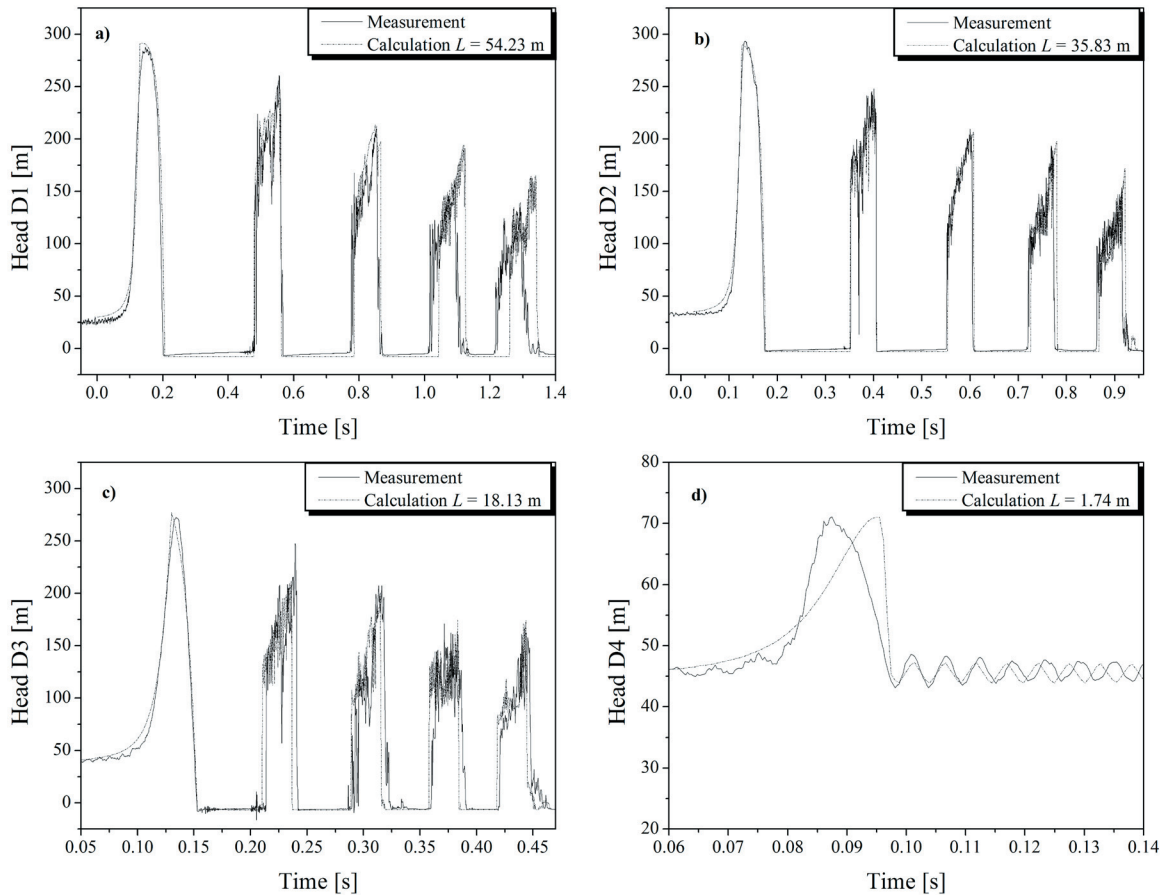 a)
Measurement
Calculation L = 54.23 m
Head D1 [m]
300
250
200
150
100
50
0
0.0 0.2 0.4 0.6 0.8 1.0 1.2 1.4
Time [s]
b)
Measurement
Calculation L = 35.83 m
Head D2 [m]
300
250
200
150
100
50
0
0.0 0.1 0.2 0.3 0.4 0.5 0.6 0.7 0.8 0.9
Time [s]
c)
Measurement
Calculation L = 18.13 m
Head D3 [m]
300
250
200
150
100
50
0
0.05 0.10 0.15 0.20 0.25 0.30 0.35 0.40 0.45
Time [s]
d)
Measurement
Calculation L = 1.74 m
Head D4 [m]
80
70
60
50
40
30
20
0.06 0.07 0.08 0.09 0.10 0.11 0.12 0.13 0.14
Time [s]